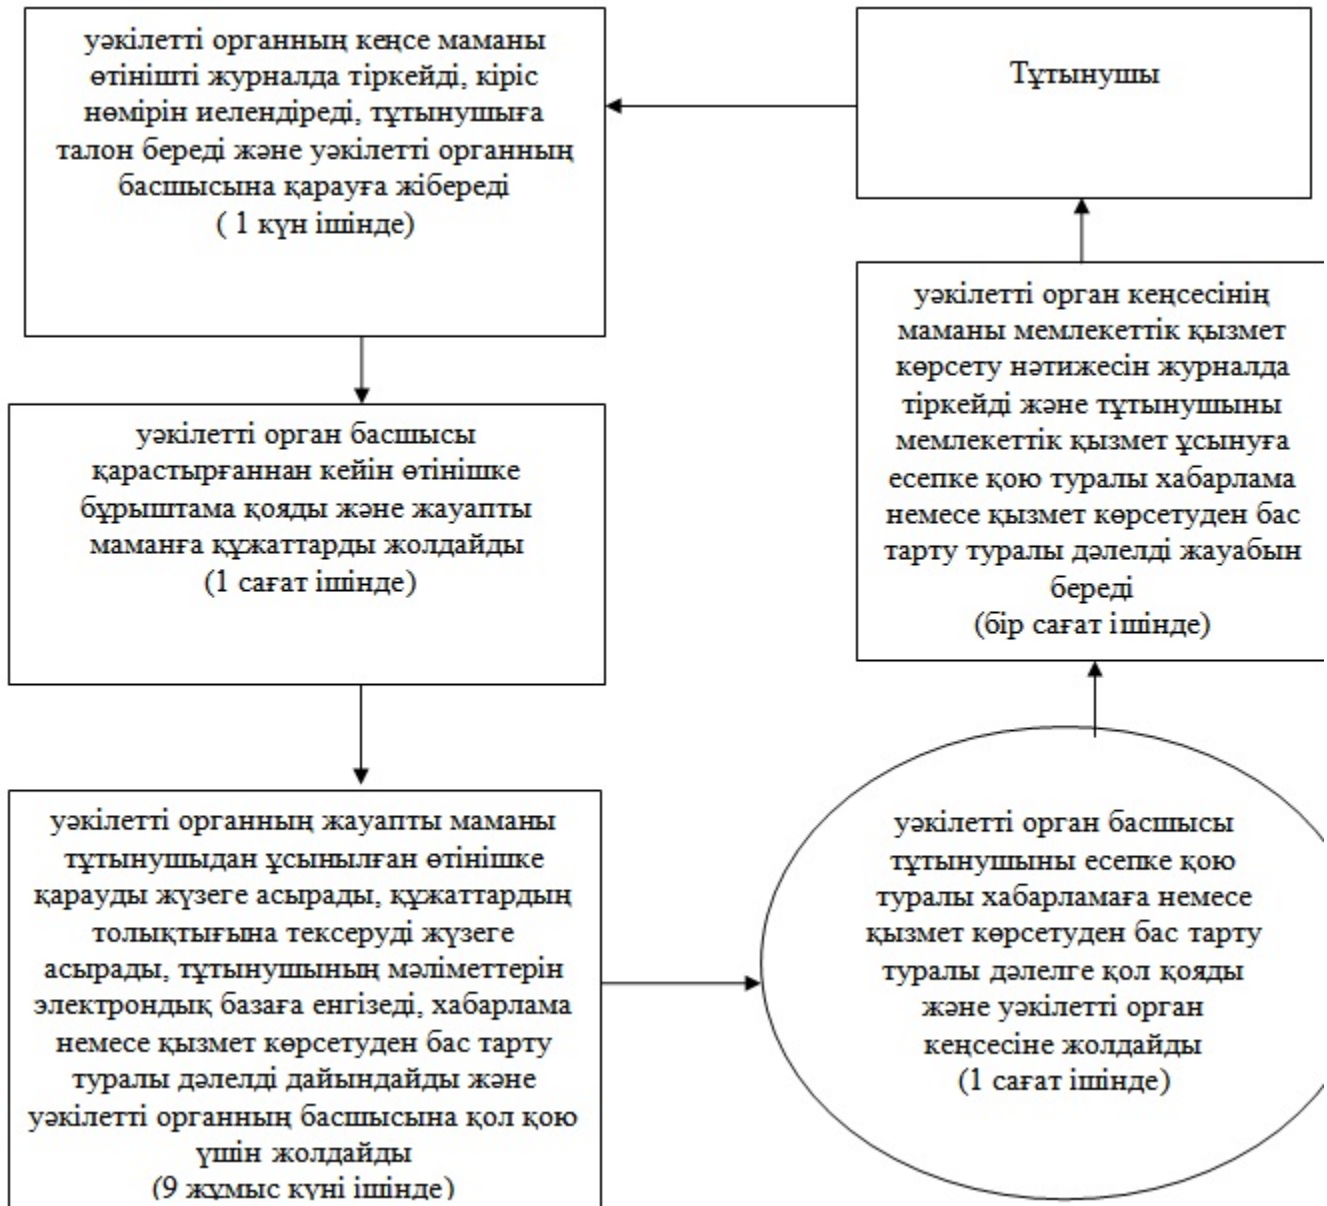 уәкілетті органның кеңсе маманы
өтінішті журналда тіркейді, кіріс
нөмірін иелендіреді, тұтынушыға
талон береді және уәкілетті органның
басшысына қарауға жібереді
( 1 күн ішінде)
Тұтынушы
уәкілетті орган басшысы
қарастырғаннан кейін өтінішке
бұрыштама қояды және жауапты
маманға құжаттарды жолдайды
(1 сағат ішінде)
уәкілетті орган кеңсесінің
маманы мемлекеттік қызмет
көрсету нәтижесін журналда
тіркейді және тұтынушыны
мемлекеттік қызмет ұсынуға
есепке қою туралы хабарлама
немесе қызмет көрсетуден бас
тарту туралы дәлелді жауабын
береді
(бір сағат ішінде)
уәкілетті органның жауапты маманы
тұтынушыдан ұсынылған өтінішке
қарауды жүзеге асырады, құжаттардың
толықтығына тексеруді жүзеге
асырады, тұтынушының мәліметтерін
электрондық базаға енгізеді, хабарлама
немесе қызмет көрсетуден бас тарту
туралы дәлелді дайындайды және
уәкілетті органның басшысына қол қою
үшін жолдайды
(9 жұмыс күні ішінде)
уәкілетті орган басшысы
тұтынушыны есепке қою
туралы хабарламаға немесе
қызмет көрсетуден бас тарту
туралы дәлелге қол қояды
және уәкілетті орган
кеңсесіне жолдайды
(1 сағат ішінде)